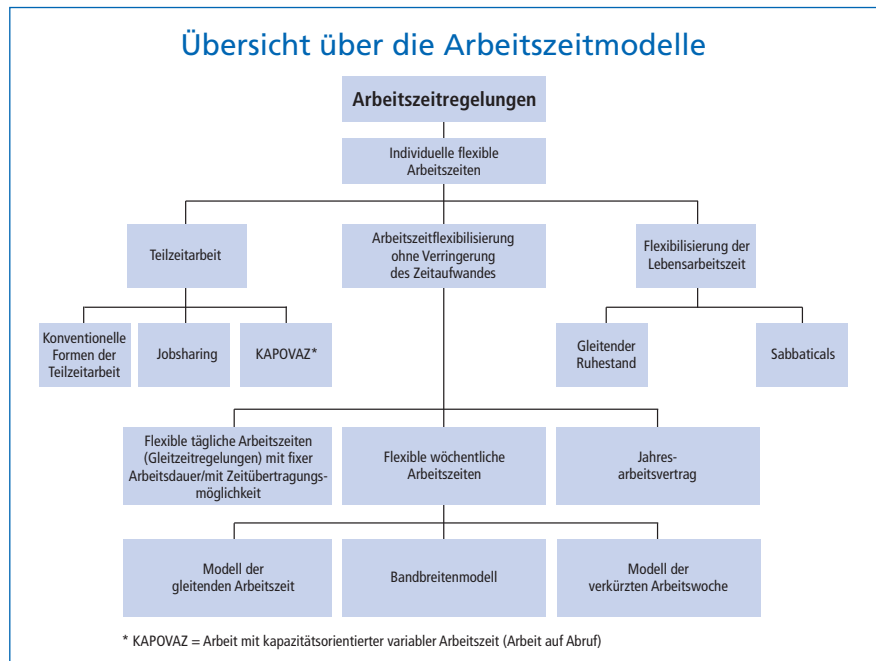 Übersicht über die Arbeitszeitmodelle
Arbeitszeitregelungen
Individuelle flexible
Arbeitszeiten
Teilzeitarbeit
Arbeitszeitflexibilisierung
ohne Verringerung
des Zeitaufwandes
Flexibilisierung der
Lebensarbeitszeit
Konventionelle
Formen der
Teilzeitarbeit
Jobsharing
KAPOVAZ*
Gleitender
Ruhestand
Sabbaticals
Flexible tägliche Arbeitszeiten
(Gleitzeitregelungen) mit fixer
Arbeitsdauer/mit Zeitübertragungs-
möglichkeit
Flexible wöchentliche
Arbeitszeiten
Jahres-
arbeitsvertrag
Modell der
gleitenden Arbeitszeit
Bandbreitenmodell
Modell der
verkürzten Arbeitswoche
* KAPOVAZ = Arbeit mit kapazitätsorientierter variabler Arbeitszeit (Arbeit auf Abruf)